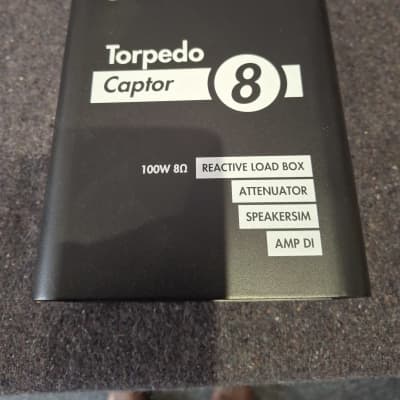 Torpedo
Captor 8
100W 8Ω REACTIVE LOAD BOX
ATTENUATOR
SPEAKERSIM
AMP DI